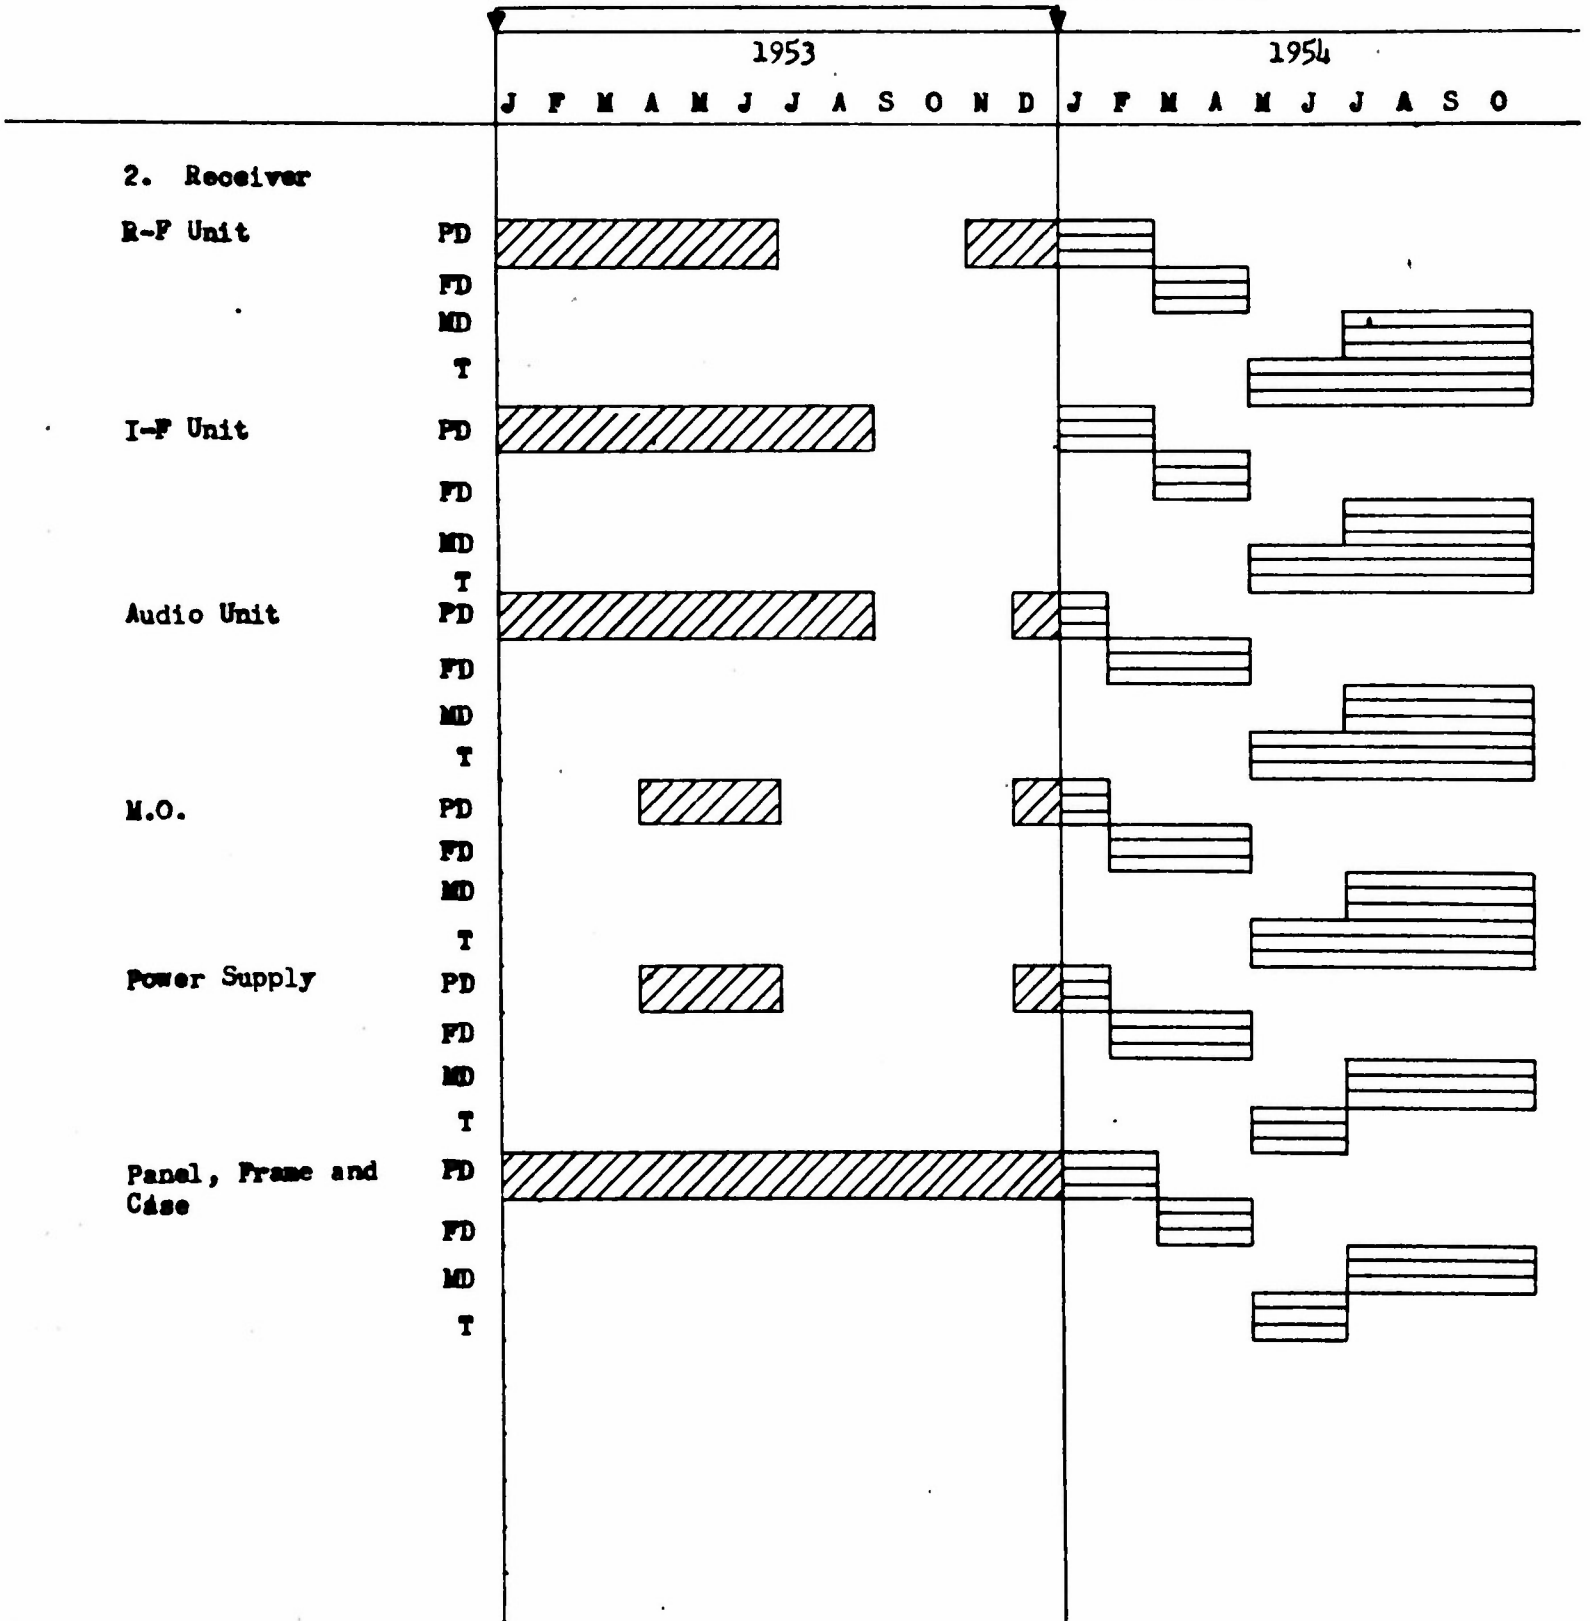 1953 1954
J F M A M J J A S O N D J F M A M J J A S O
2. Receiver
R-F Unit PD
FD
MD
T
I-F Unit PD
FD
MD
T
Audio Unit PD
FD
MD
T
M.O. PD
FD
MD
T
Power Supply PD
FD
MD
T
Panel, Frame and PD
Case
FD
MD
T